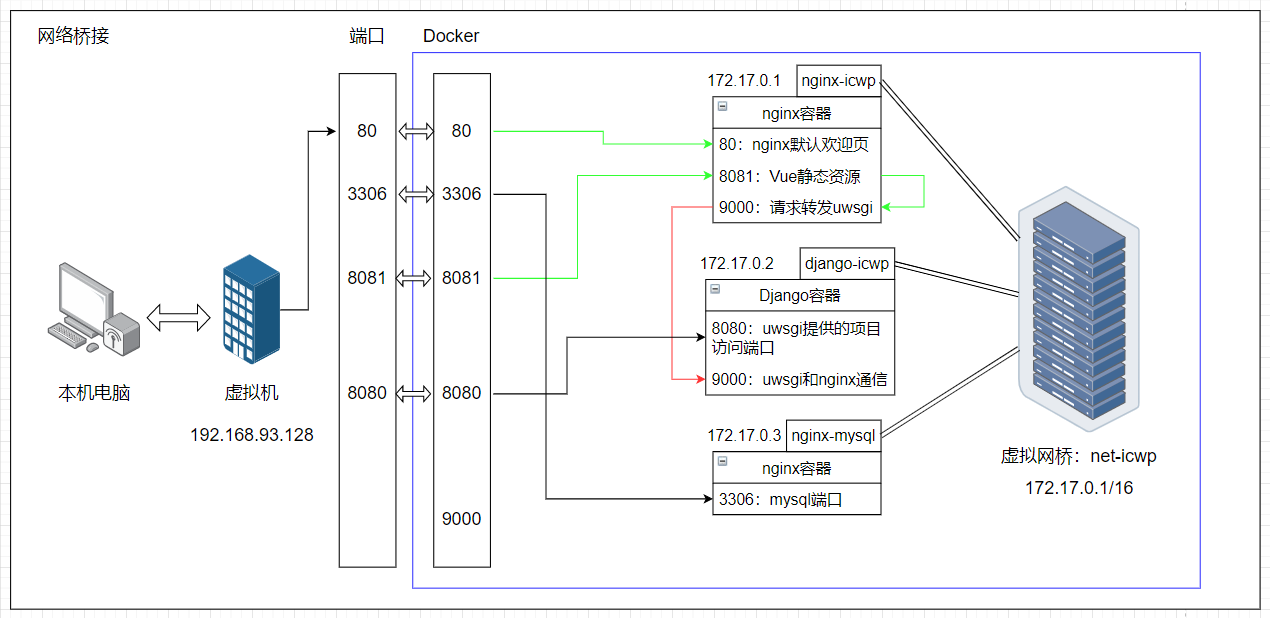 网络桥接
端口
Docker
80
3306
8081
8080
80
3306
8081
8080
9000
本机电脑
虚拟机
192.168.93.128
172.17.0.1
nginx-icwp
nginx容器
80：nginx默认欢迎页
8081：Vue静态资源
9000：请求转发uwsgi
172.17.0.2
django-icwp
Django容器
8080：uwsgi提供的项目
访问端口
9000：uwsgi和nginx通信
172.17.0.3
nginx-mysql
nginx容器
3306：mysql端口
虚拟网桥：net-icwp
172.17.0.1/16